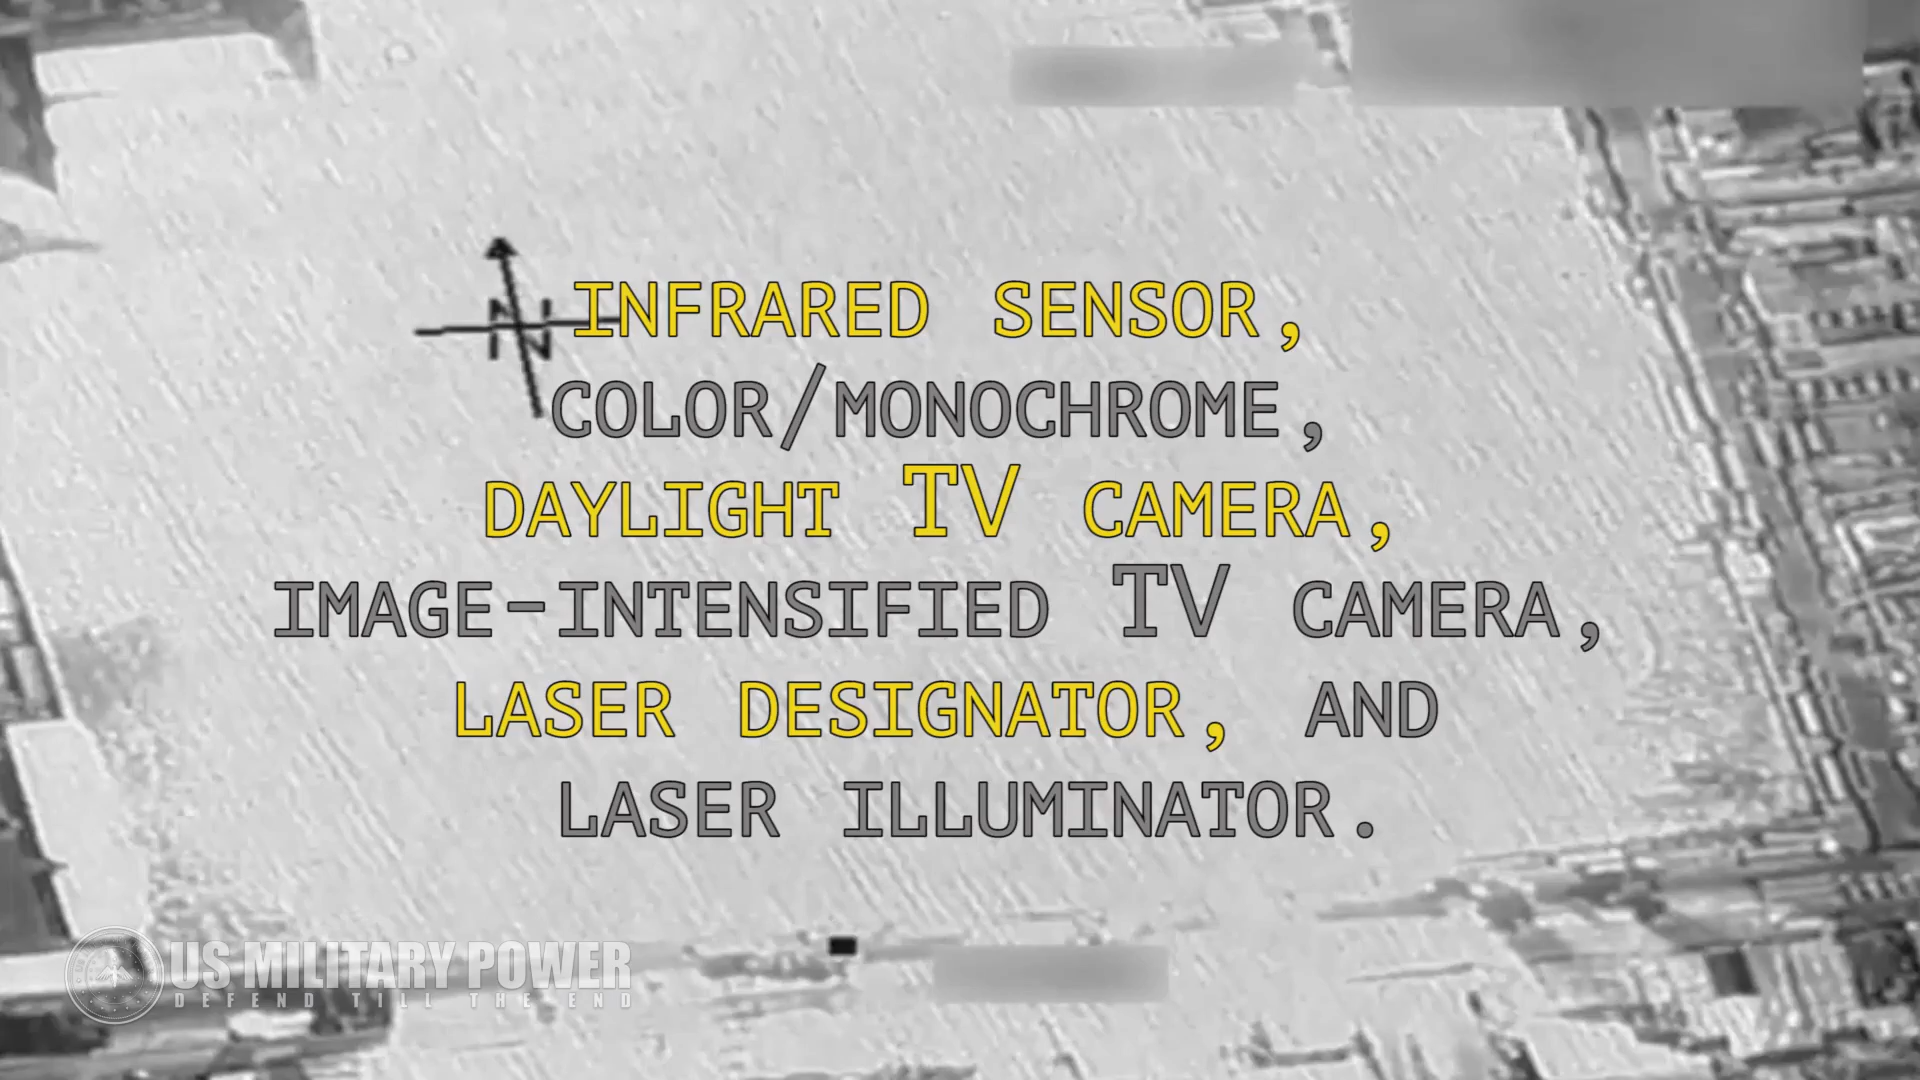 N
INFRARED SENSOR,
COLOR/MONOCHROME,
DAYLIGHT TV CAMERA,
IMAGE-INTENSIFIED TV CAMERA,
LASER DESIGNATOR, AND
LASER ILLUMINATOR.
US MILITARY POWER
DEFEND TILL THE END